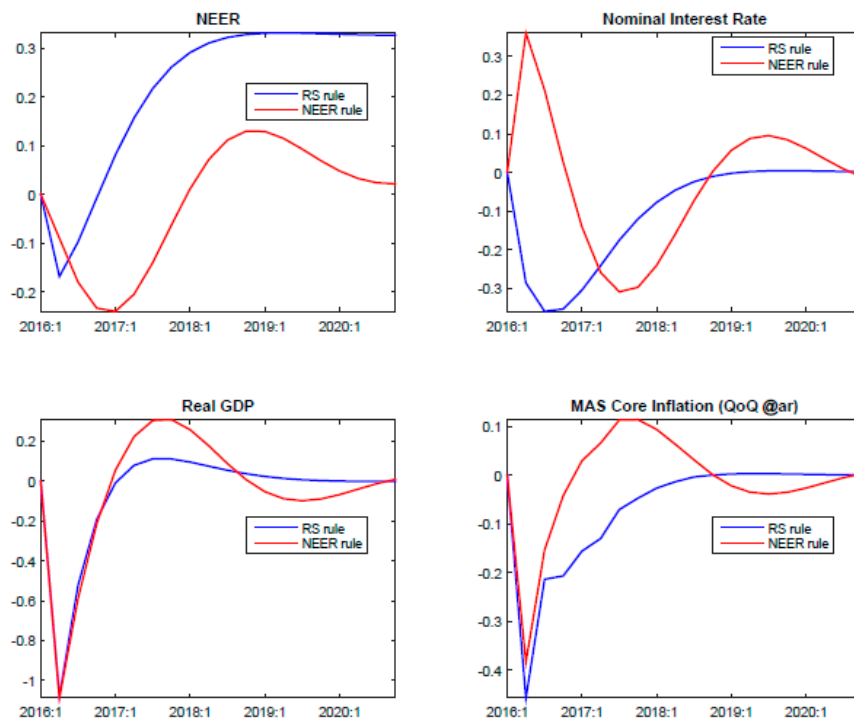 NEER
0.3
0.2
0.1
0
-0.1
-0.2
2016:1 2017:1 2018:1 2019:1 2020:1
RS rule
NEER rule
Nominal Interest Rate
0.3
0.2
0.1
0
-0.1
-0.2
-0.3
2016:1 2017:1 2018:1 2019:1 2020:1
RS rule
NEER rule
Real GDP
0.2
0
-0.2
-0.4
-0.6
-0.8
-1
2016:1 2017:1 2018:1 2019:1 2020:1
RS rule
NEER rule
MAS Core Inflation (QoQ @ar)
0.1
0
-0.1
-0.2
-0.3
-0.4
2016:1 2017:1 2018:1 2019:1 2020:1
RS rule
NEER rule